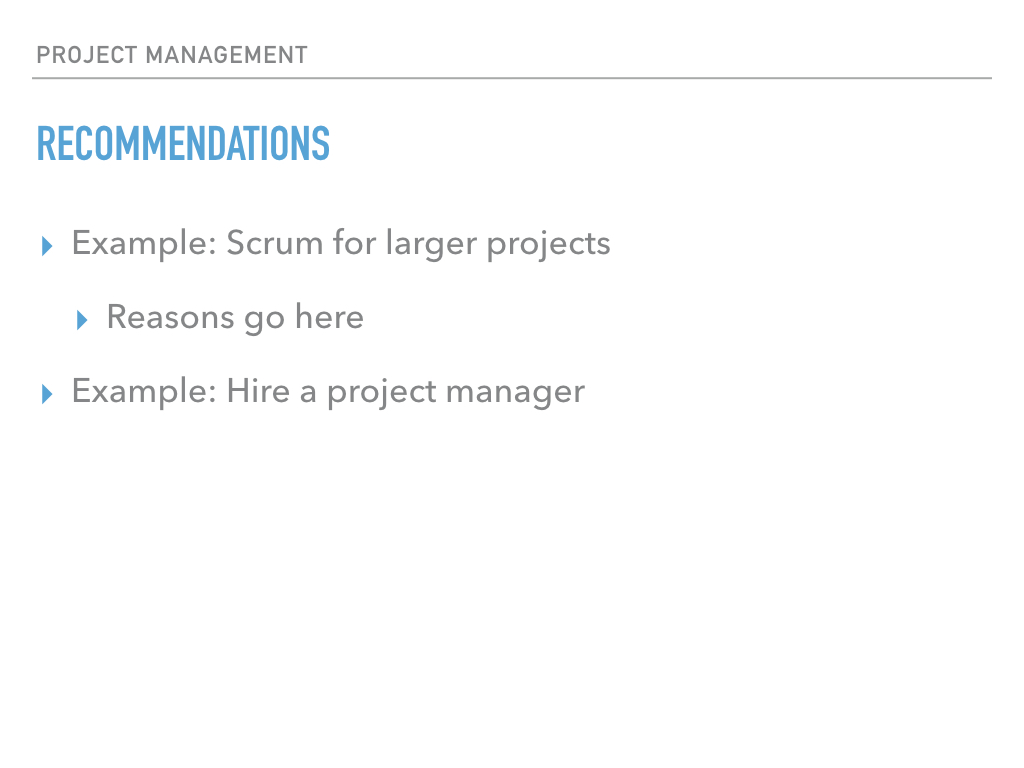 PROJECT MANAGEMENT
RECOMMENDATIONS
Example: Scrum for larger projects
Reasons go here
Example: Hire a project manager